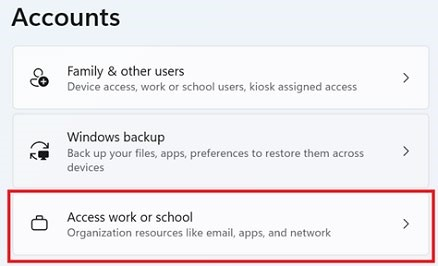 Accounts
Family & other users
Device access, work or school users, kiosk assigned access
Windows backup
Back up your files, apps, preferences to restore them across
devices
Access work or school
Organization resources like email, apps, and network